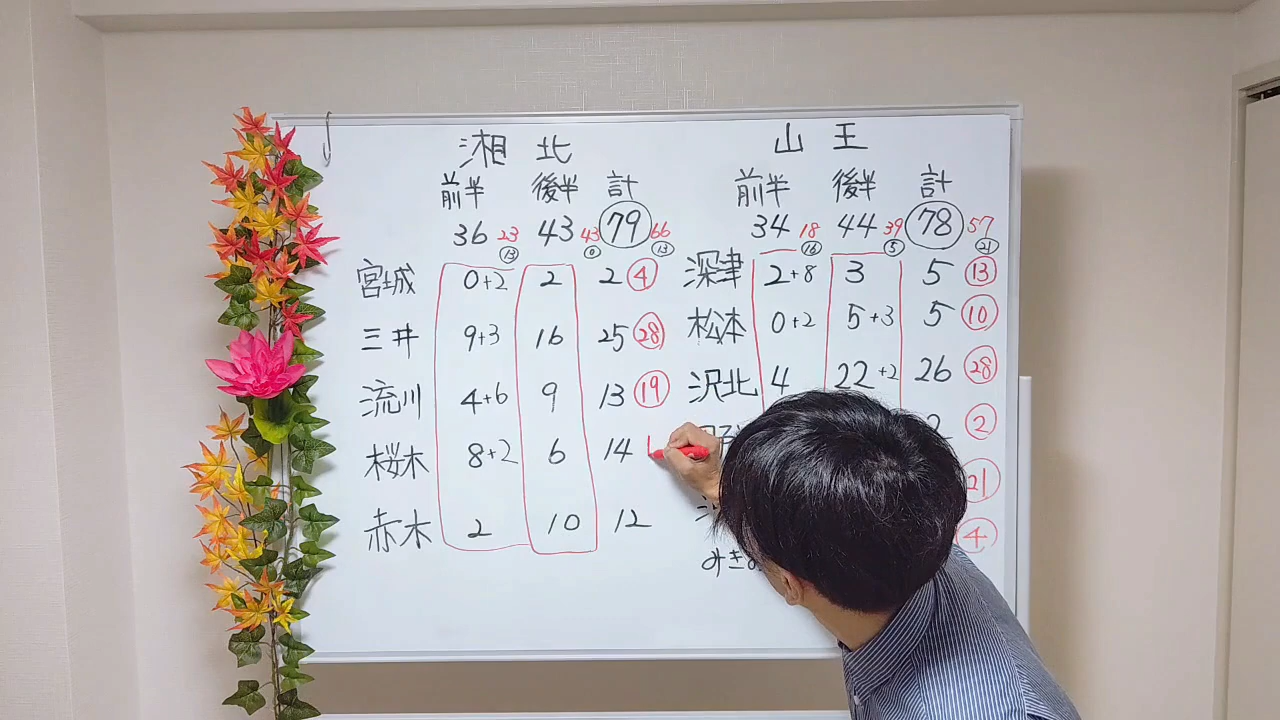 湘北
前半 後半 計
36 23 13 43 43 0 79 66 13
宮城 0+2 2 2 4
三井 9+3 16 25 28
流川 4+6 9 13 19
桜木 8+2 6 14
赤木 2 10 12
山王
前半 後半 計
34 18 16 44 39 5 78 57 21
深津 2+8 3 5 13
松本 0+2 5+3 5 10
沢北 4 22+2 26 28
2
21
4